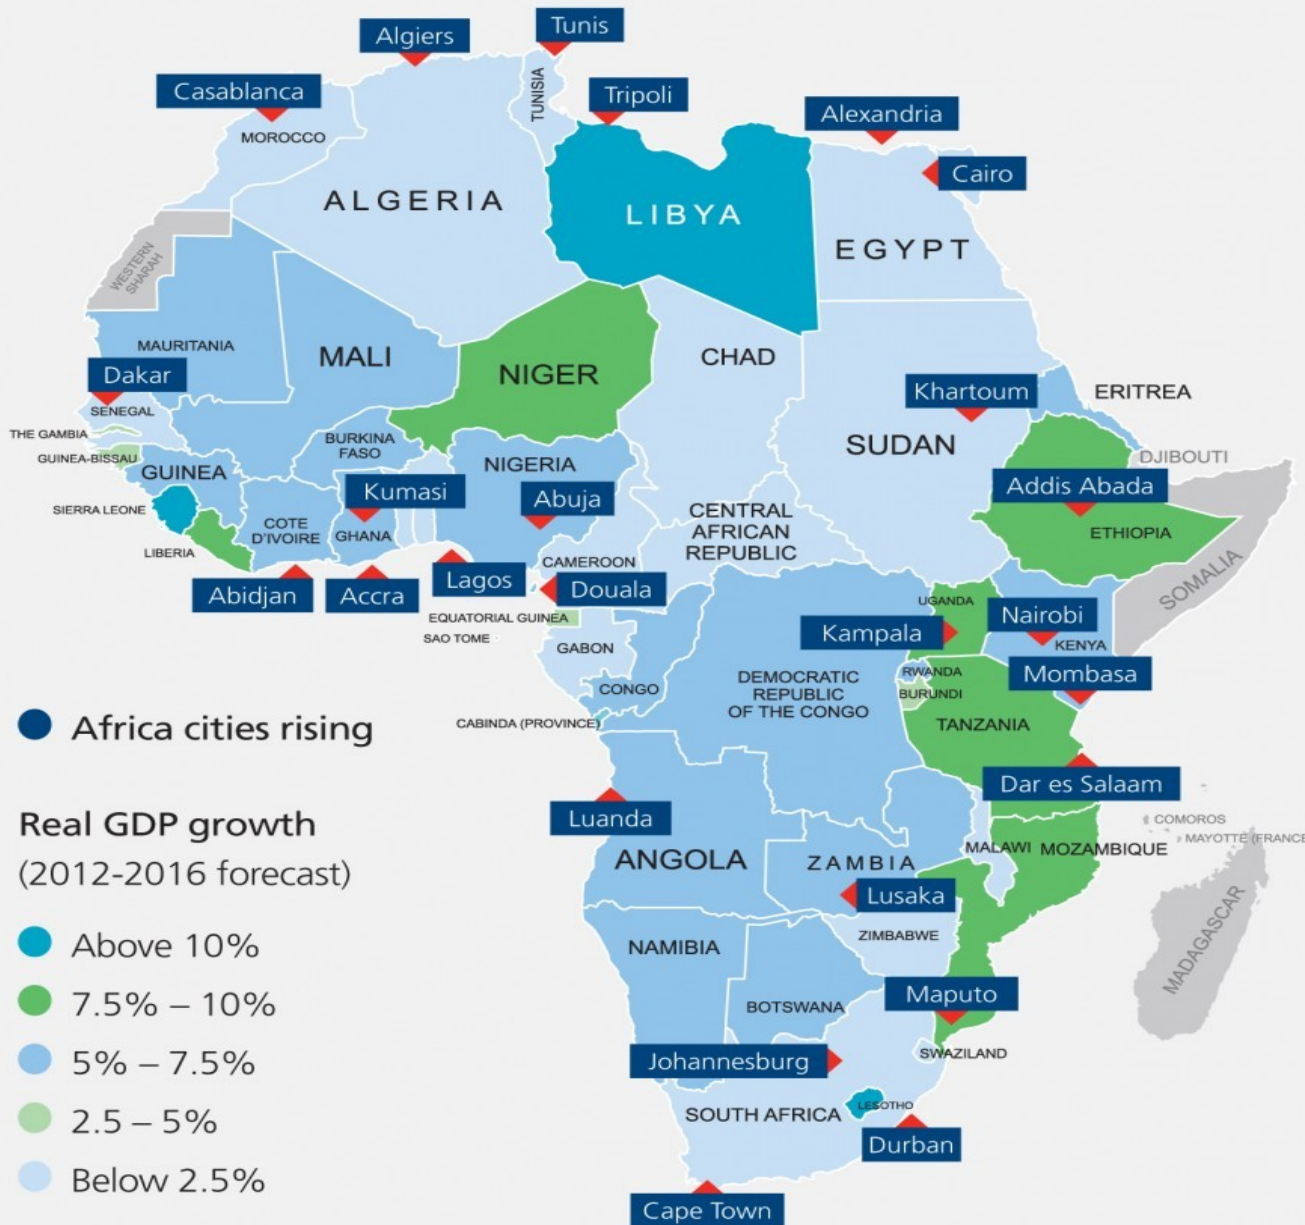 Tunis
Algiers
Casablanca
Tripoli
Alexandria
TUNISIA
MOROCCO
Cairo
ALGERIA
LIBYA
EGYPT
WESTERN
SHARAH
MAURITANIA
MALI
NIGER
CHAD
Dakar
Khartoum
ERITREA
SENEGAL
THE GAMBIA
GUINEA-BISSAU
BURKINA
FASO
SUDAN
DJIBOUTI
GUINEA
NIGERIA
Kumasi
Abuja
Addis Abada
SIERRA LEONE
COTE
D'IVOIRE
GHANA
CENTRAL
AFRICAN
REPUBLIC
ETHIOPIA
LIBERIA
CAMEROON
SOMALIA
Abidjan
Accra
Lagos
Douala
UGANDA
Nairobi
EQUATORIAL GUINEA
SAO TOME
Kampala
KENYA
GABON
RWANDA
Mombasa
DEMOCRATIC
REPUBLIC
OF THE CONGO
CONGO
BURUNDI
CABINDA (PROVINCE)
TANZANIA
Africa cities rising
Dar es Salaam
Real GDP growth
(2012-2016 forecast)
Luanda
COMOROS
MAYOTTE (FRANCE
ANGOLA
ZAMBIA
MALAWI
MOZAMBIQUE
Lusaka
MADAGASCAR
Above 10%
NAMIBIA
ZIMBABWE
7.5% – 10%
BOTSWANA
Maputo
5% – 7.5%
Johannesburg
SWAZILAND
2.5 – 5%
SOUTH AFRICA
LESOTHO
Durban
Below 2.5%
Cape Town